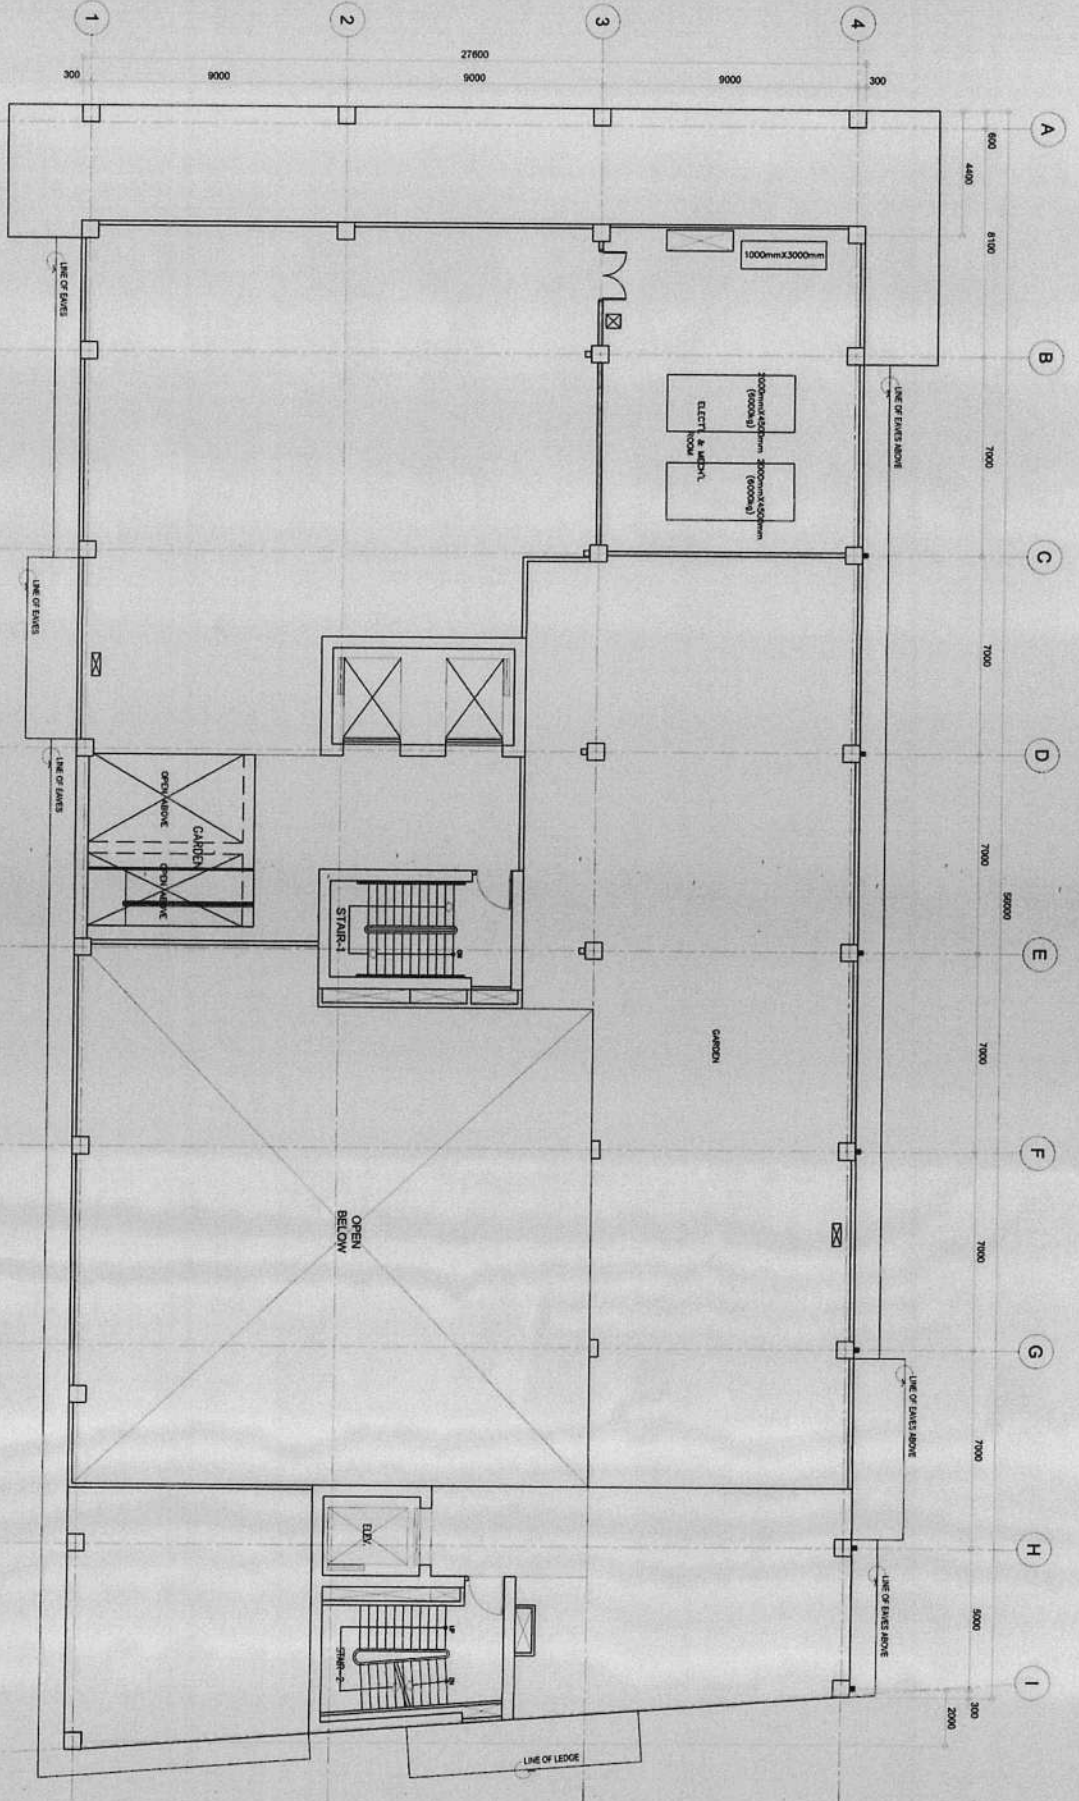 1
2
3
4
27600
300
9000
9000
9000
300
A
600
4400
8100
1000mmX3000mm
LINE OF EAVES
B
2000mmX4500mm
(6000kg)
2000mmX4500mm
(6000kg)
ELECT'L & MECH'L
ROOM
LINE OF EAVES ABOVE
7000
C
LINE OF EAVES
7000
D
LINE OF EAVES
OPEN ABOVE
GARDEN
OPEN ABOVE
7000
56000
STAIR-1
DN
E
GARDEN
7000
F
OPEN
BELOW
7000
G
LINE OF EAVES ABOVE
7000
ELEV.
H
LINE OF EAVES ABOVE
5000
UP
DN
STAIR-2
I
300
2000
LINE OF LEDGE